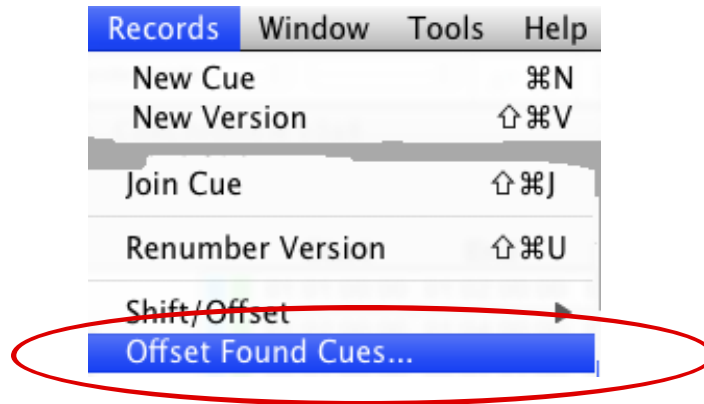 Records Window Tools Help
New Cue ⌘N
New Version ⇧⌘V
Join Cue ⇧⌘J
Renumber Version ⇧⌘U
Shift/Offset ▶
Offset Found Cues...